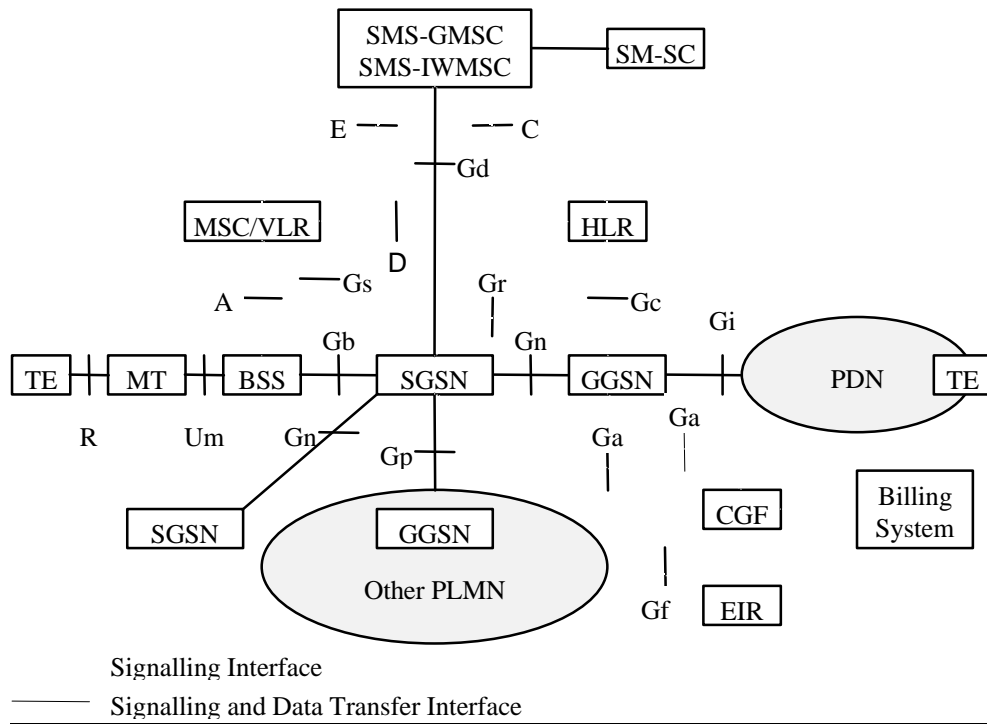 SMS-GMSC
SMS-IWMSC
SM-SC
E
C
Gd
MSC/VLR
HLR
D
Gs
Gr
A
Gc
Gi
Gb
Gn
TE
MT
BSS
SGSN
GGSN
PDN
TE
R
Um
Gn
Gp
Ga
Ga
SGSN
GGSN
CGF
Billing
System
Other PLMN
Gf
EIR
Signalling Interface
Signalling and Data Transfer Interface